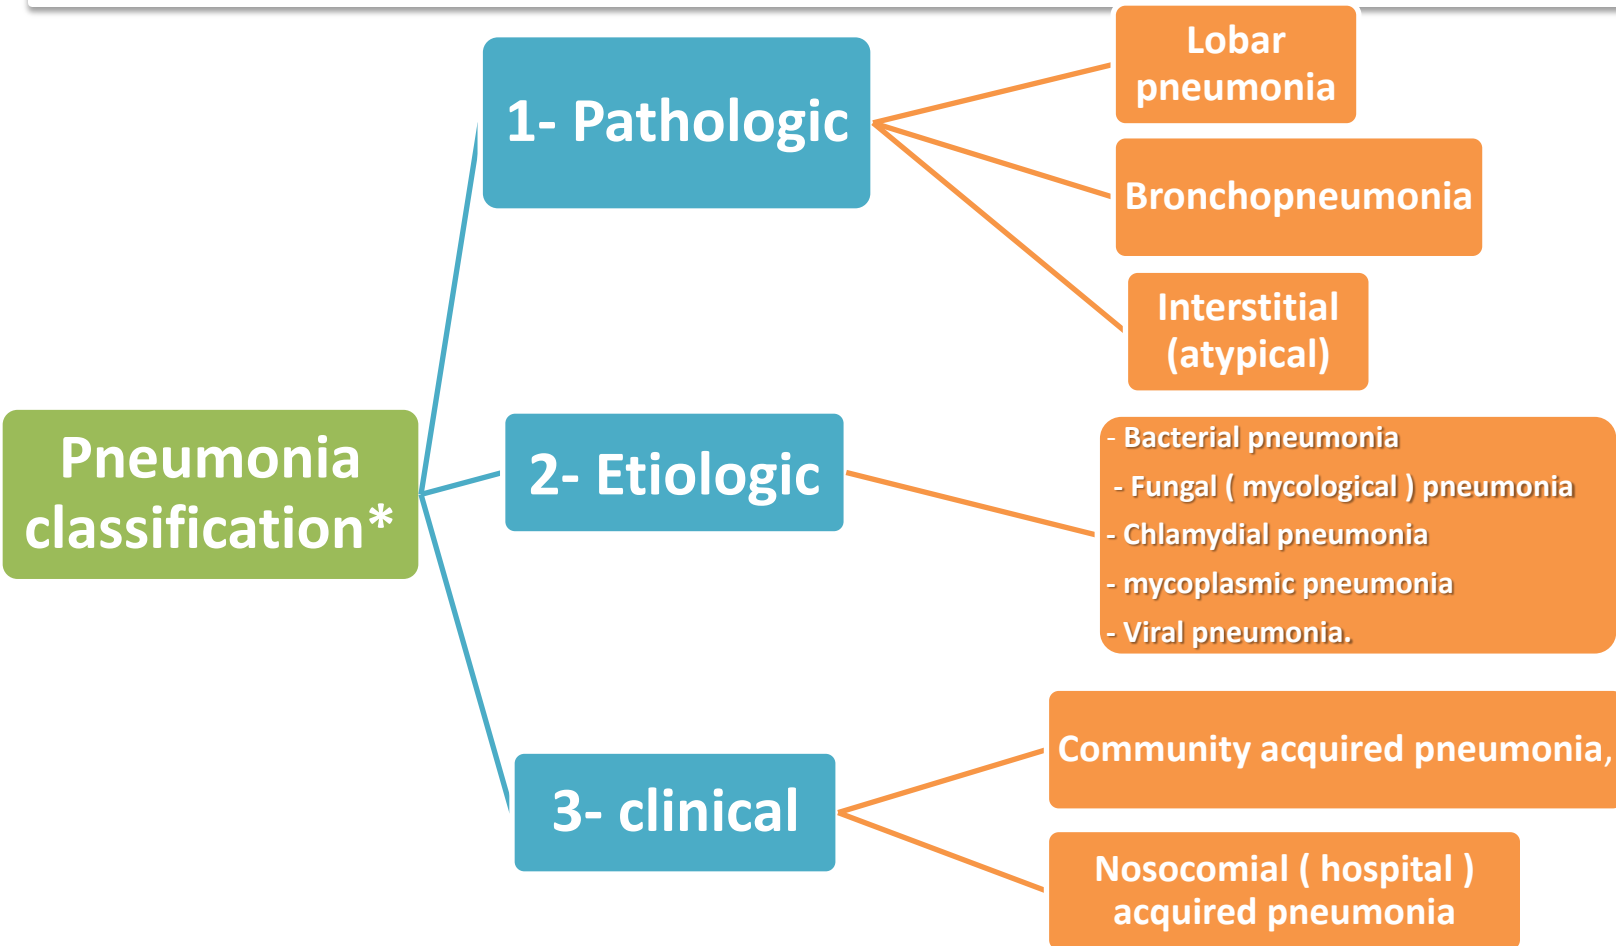 Pneumonia
classification*
1- Pathologic
Lobar
pneumonia
Bronchopneumonia
Interstitial
(atypical)
2- Etiologic
- Bacterial pneumonia
- Fungal ( mycological ) pneumonia
- Chlamydial pneumonia
- mycoplasmic pneumonia
- Viral pneumonia.
3- clinical
Community acquired pneumonia,
Nosocomial ( hospital )
acquired pneumonia